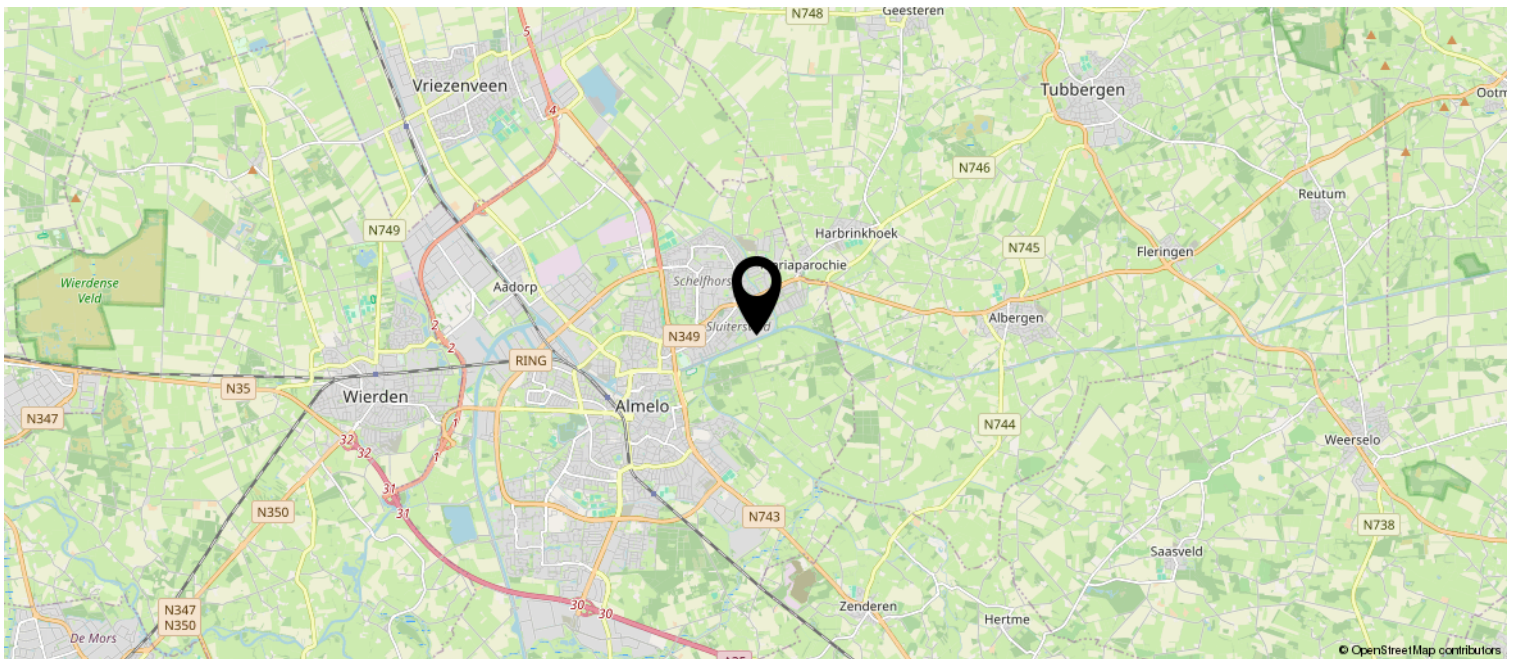 N748
Geesteren
5
Vriezenveen
4
Tubbergen
N746
Reutum
N749
Harbrinkhoek
N745
Fleringen
Wierdense
Veld
Aadorp
Albergen
2
2
N349
RING
N35
Wierden
Almelo
N347
1
N744
Weerselo
32
32
1
31
31
N350
N743
N738
Saasveld
N347
N350
30
30
Zenderen
Hertme
De Mors
© OpenStreetMap contributors